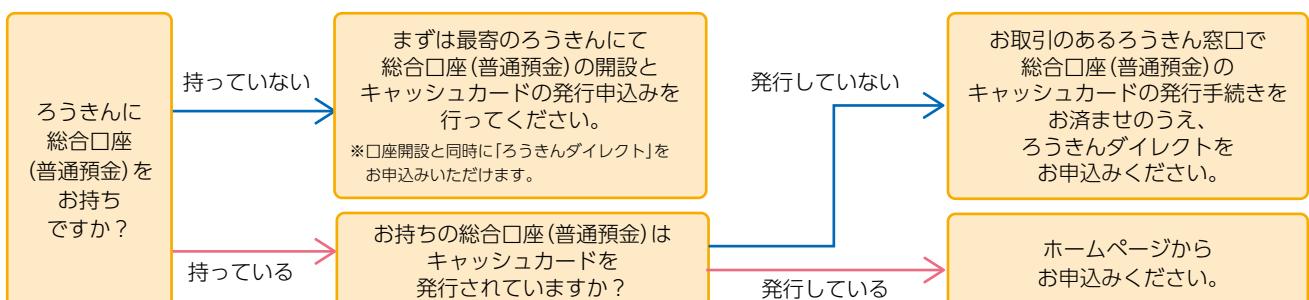 ろうきんに
総合口座
(普通預金)を
お持ち
ですか？
持っていない
まずは最寄のろうきんにて
総合口座(普通預金)の開設と
キャッシュカードの発行申込みを
行ってください。
※口座開設と同時に｢ろうきんダイレクト｣を
お申込みいただけます。
持っている
お持ちの総合口座(普通預金)は
キャッシュカードを
発行されていますか？
発行していない
お取引のあるろうきん窓口で
総合口座(普通預金)の
キャッシュカードの発行手続きを
お済ませのうえ、
ろうきんダイレクトを
お申込みください。
発行している
ホームページから
お申込みください。